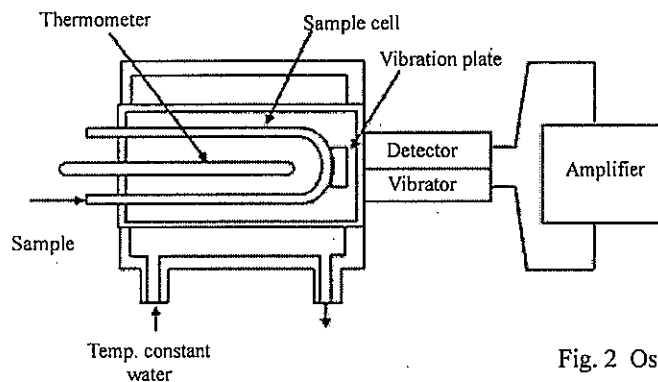 Thermometer
Sample cell
Vibration plate
Detector
Vibrator
Amplifier
Sample
Temp. constant
water
Fig. 2 Os